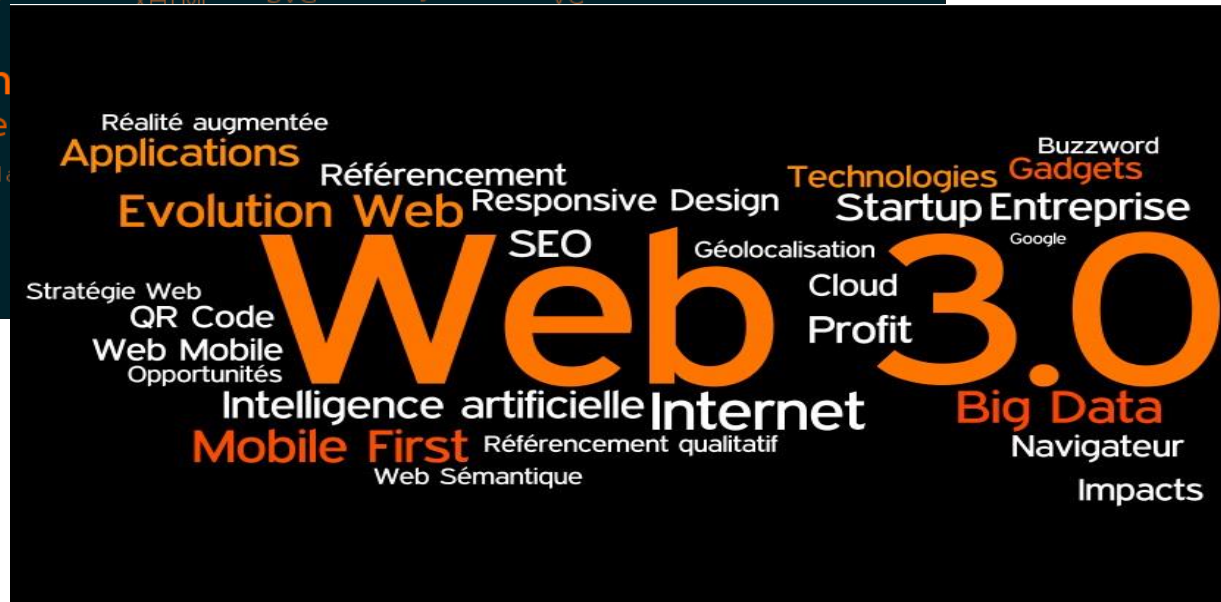 Réalité augmentée
Applications
Buzzword
Référencement
Technologies
Gadgets
Evolution Web
Responsive Design
Startup
Entreprise
SEO
Géolocalisation
Google
Web 3.0
Cloud
Stratégie Web
QR Code
Profit
Web Mobile
Opportunités
Intelligence artificielle
Internet
Big Data
Mobile First
Référencement qualitatif
Navigateur
Web Sémantique
Impacts